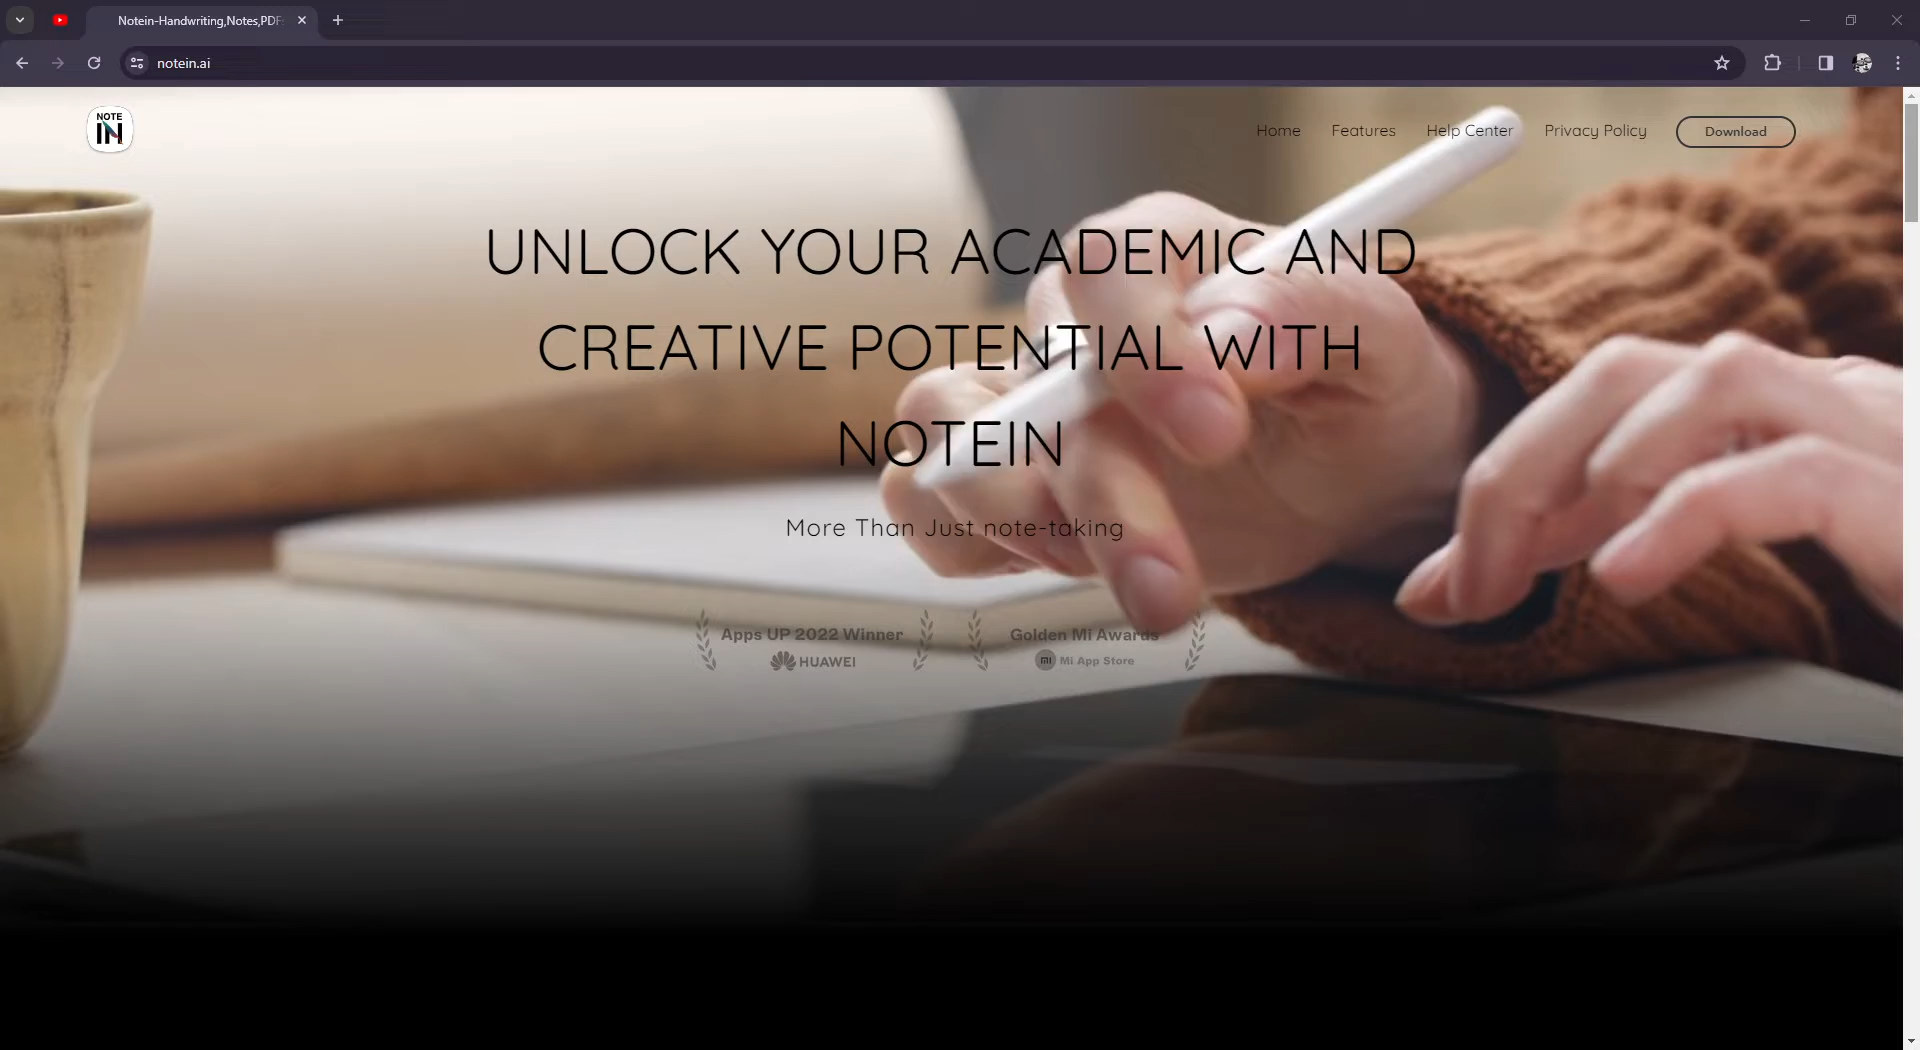 Notein-Handwriting,Notes,PDF
notein.ai
NOTE
IN
Home
Features
Help Center
Privacy Policy
Download
UNLOCK YOUR ACADEMIC AND
CREATIVE POTENTIAL WITH
NOTEIN
More Than Just note-taking
Apps UP 2022 Winner
HUAWEI
Golden Mi Awards
mi Mi App Store